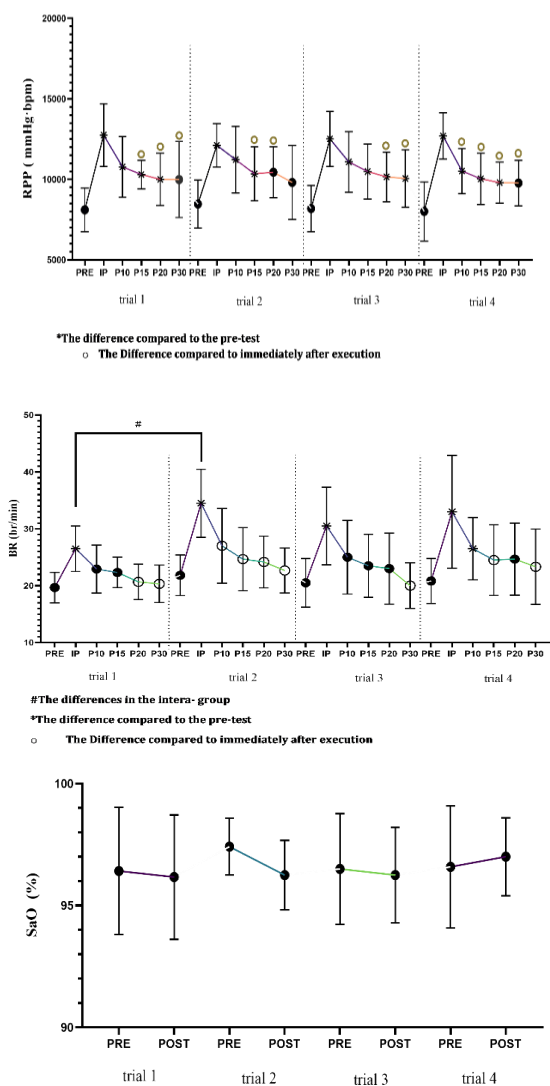 20000
15000
10000
5000
RPP ( mmHg·bpm)
PRE IP P10 P15 P20 P30 PRE IP P10 P15 P20 P30 PRE IP P10 P15 P20 P30 PRE IP P10 P15 P20 P30
trial 1 trial 2 trial 3 trial 4
*The difference compared to the pre-test
o The Difference compared to immediately after execution
50
40
30
20
10
BR (br/min)
#
PRE IP P10 P15 P20 P30 PRE IP P10 P15 P20 P30 PRE IP P10 P15 P20 P30 PRE IP P10 P15 P20 P30
trial 1 trial 2 trial 3 trial 4
#The differences in the intera- group
*The difference compared to the pre-test
o The Difference compared to immediately after execution
100
95
90
SaO (%)
PRE POST PRE POST PRE POST PRE POST
trial 1 trial 2 trial 3 trial 4